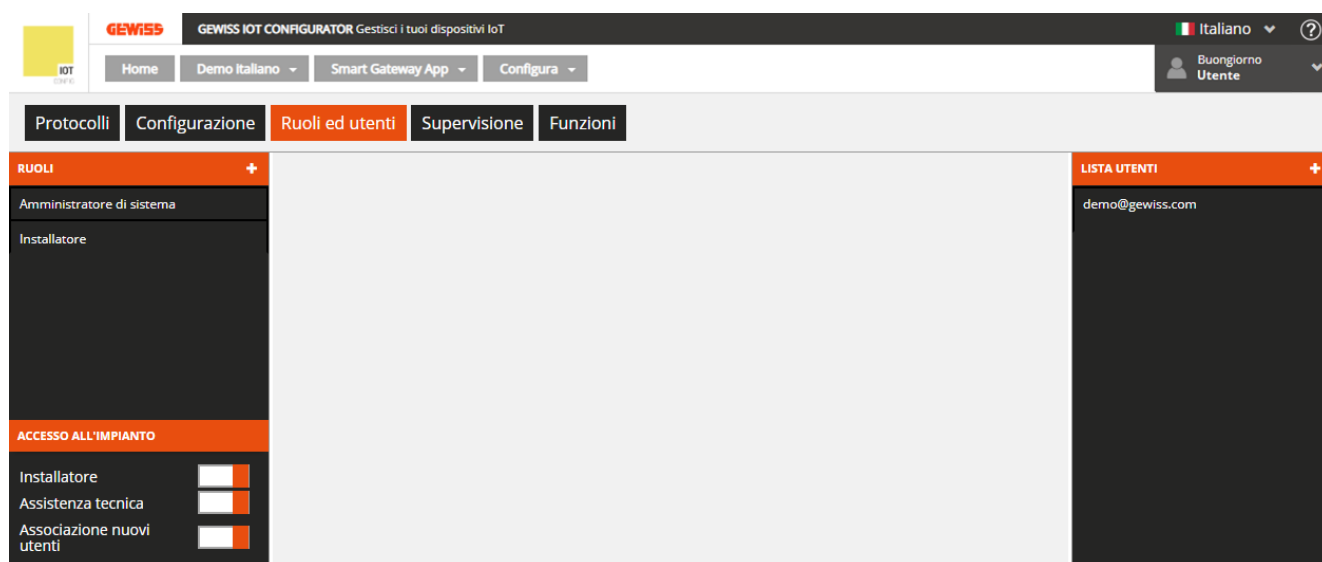 GEWISS
GEWISS IOT CONFIGURATOR Gestisci i tuoi dispositivi IoT
Italiano
?
IOT
CONFIG
Home
Demo Italiano
Smart Gateway App
Configura
Buongiorno
Utente
Protocolli
Configurazione
Ruoli ed utenti
Supervisione
Funzioni
RUOLI +
Amministratore di sistema
Installatore
LISTA UTENTI +
demo@gewiss.com
ACCESSO ALL'IMPIANTO
Installatore
Assistenza tecnica
Associazione nuovi
utenti